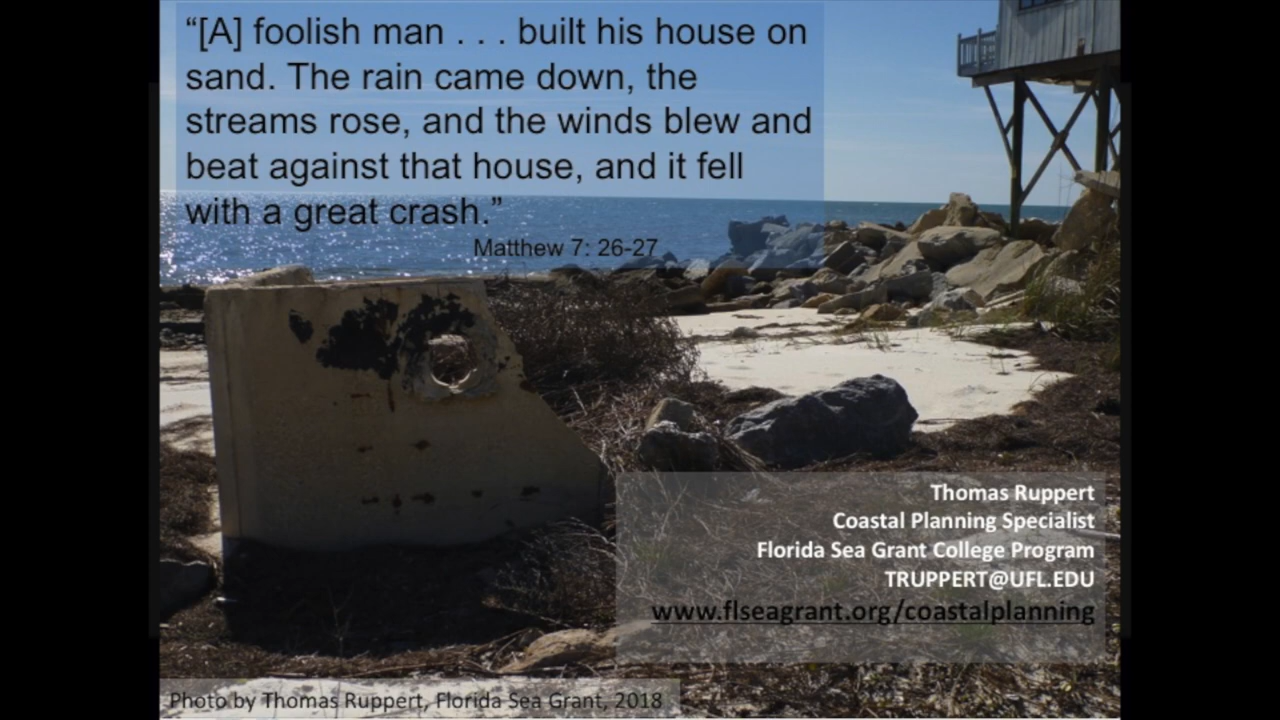 “[A] foolish man . . . built his house on
sand. The rain came down, the
streams rose, and the winds blew and
beat against that house, and it fell
with a great crash.”
Matthew 7: 26-27
Thomas Ruppert
Coastal Planning Specialist
Florida Sea Grant College Program
TRUPPERT@UFL.EDU
www.flseagrant.org/coastalplanning
Photo by Thomas Ruppert, Florida Sea Grant, 2018